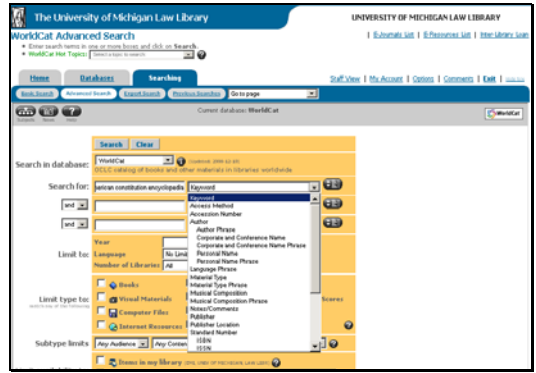 The University of Michigan Law Library
UNIVERSITY OF MICHIGAN LAW LIBRARY
WorldCat Advanced Search
E-Journals List | E-Resources List | Inter Library Loan
Enter search terms in one or more boxes and click on Search.
WorldCat Hot Topics: Select a topic to search
Home Databases Searching
Staff View | My Account | Options | Comments | Exit |
Basic Search Advanced Search Expert Search Previous Searches Go to page
Current database: WorldCat
WorldCat
Search Clear
Search in database: WorldCat
OCLC catalog of books and other materials in libraries worldwide
Search for: erican constitution encyclopedia Keyword
Keyword
Access Method
Accession Number
and
Author
Author Phrase
Corporate and Conference Name
and
Corporate and Conference Name Phrase
Personal Name
Year
Personal Name Phrase
Limit to: Language No Limi
Language Phrase
Number of Libraries All
Material Type
Material Type Phrase
Books
Musical Composition
Limit type to: Visual Materials
Musical Composition Phrase
Scores
Notes/Comments
Computer Files
Publisher
Publisher Location
Internet Resources
Standard Number
Subtype limits Any Audience Any Conten
ISBN
ISSN
Items in my library